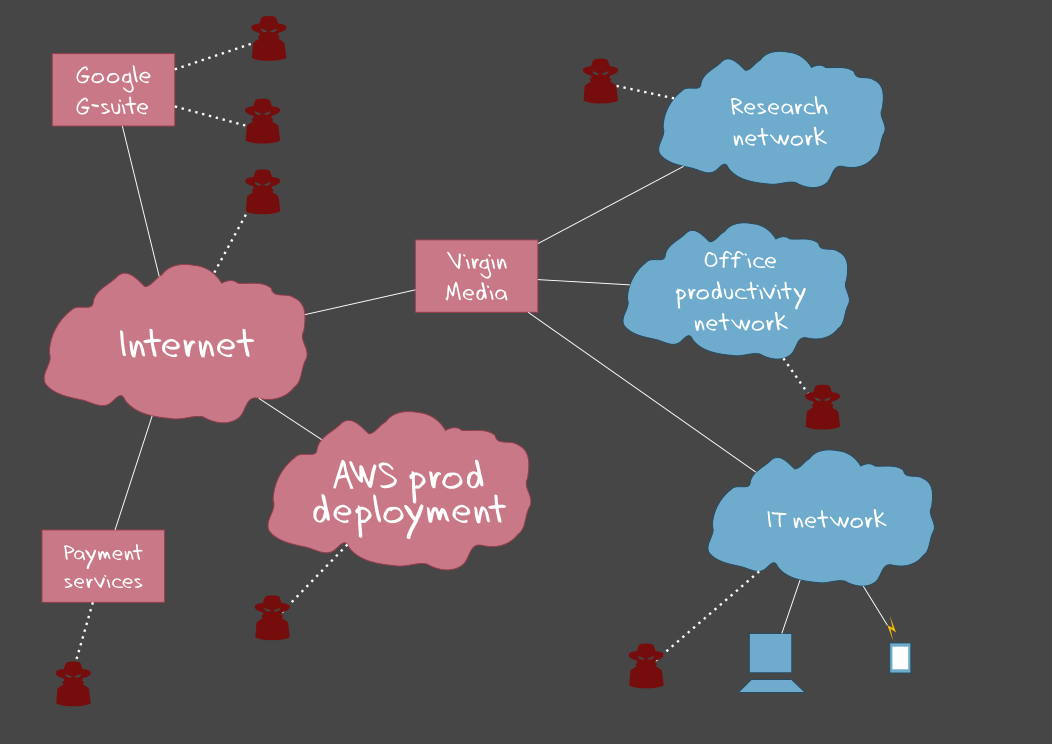 Google
G-suite
Research
network
Virgin
Media
Office
productivity
network
Internet
AWS prod
deployment
IT network
Payment
services